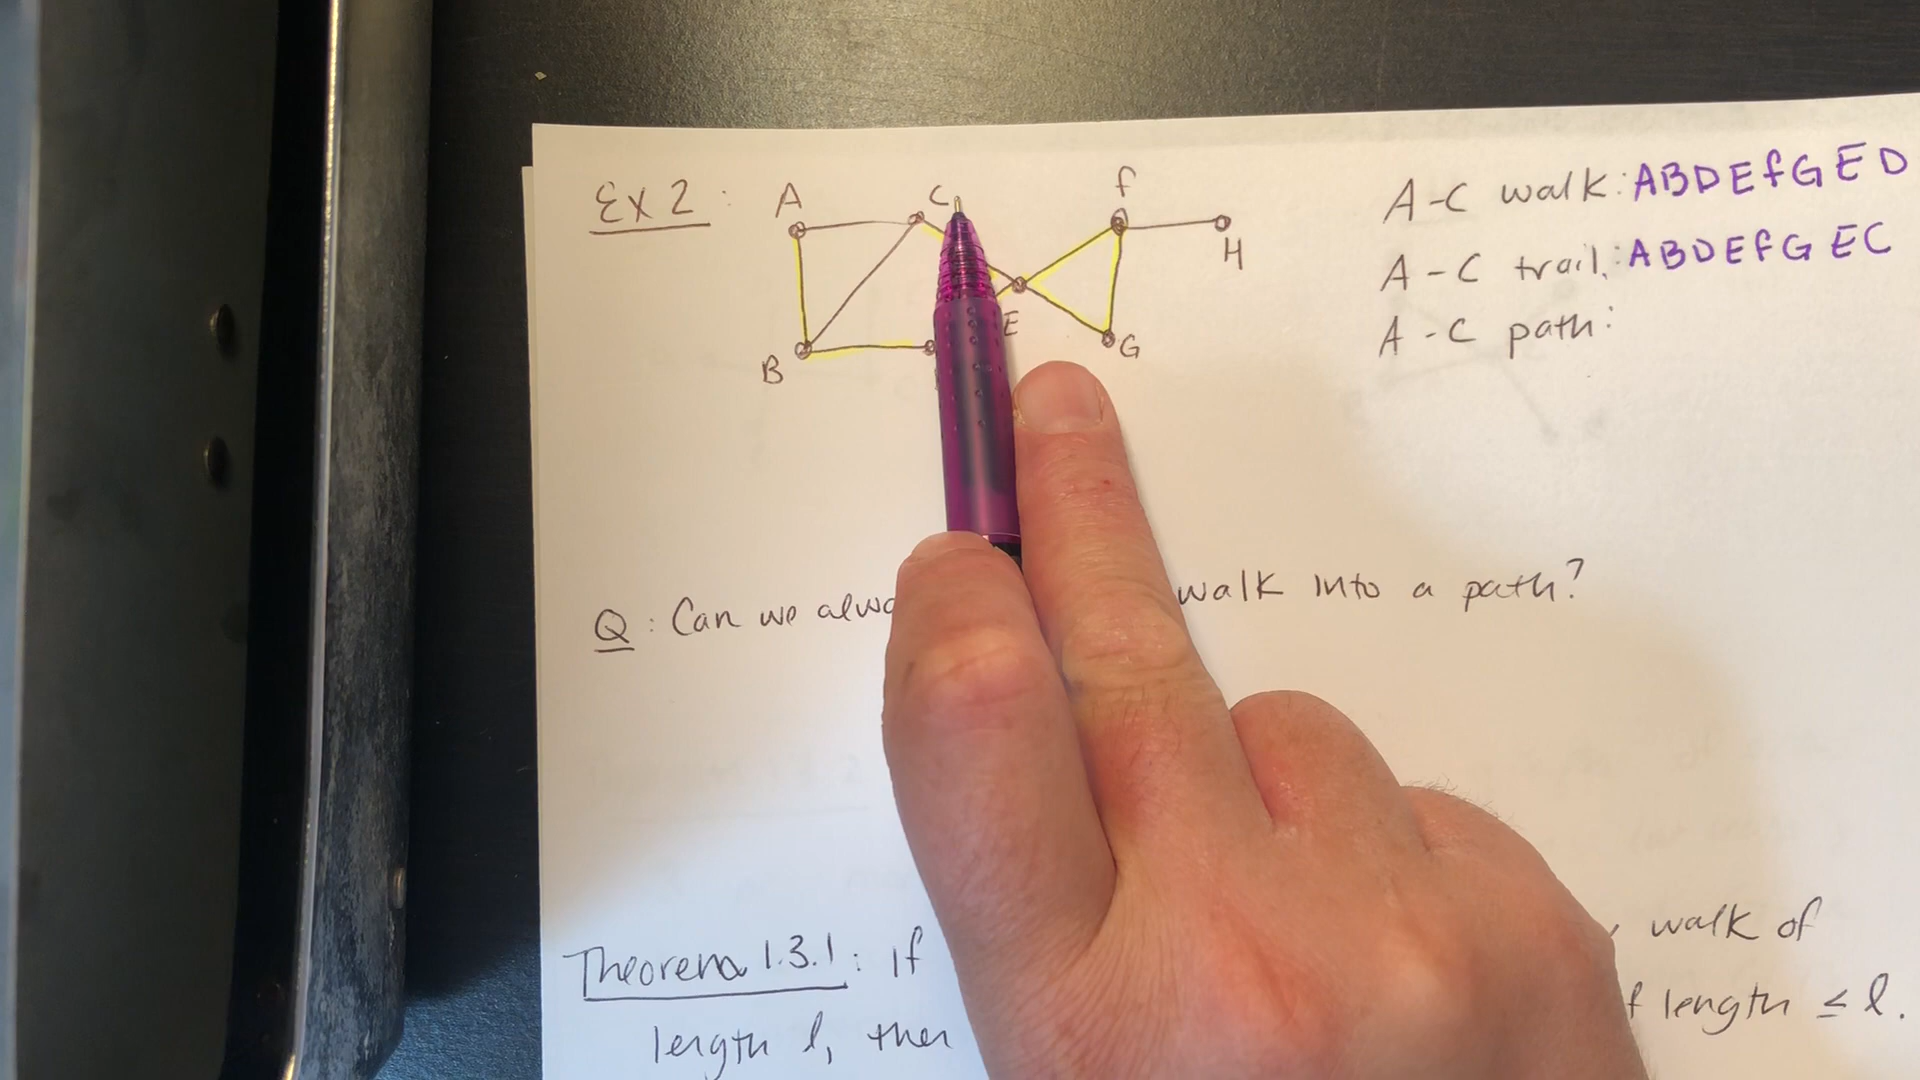 Ex 2:
A
C
f
H
E
G
B
A-C walk: ABDEfGED
A-C trail: ABDEfGEC
A-C path:
Q: Can we walk into a path?
Theorem 1.3.1: If walk of
length l, then length ≤ l.